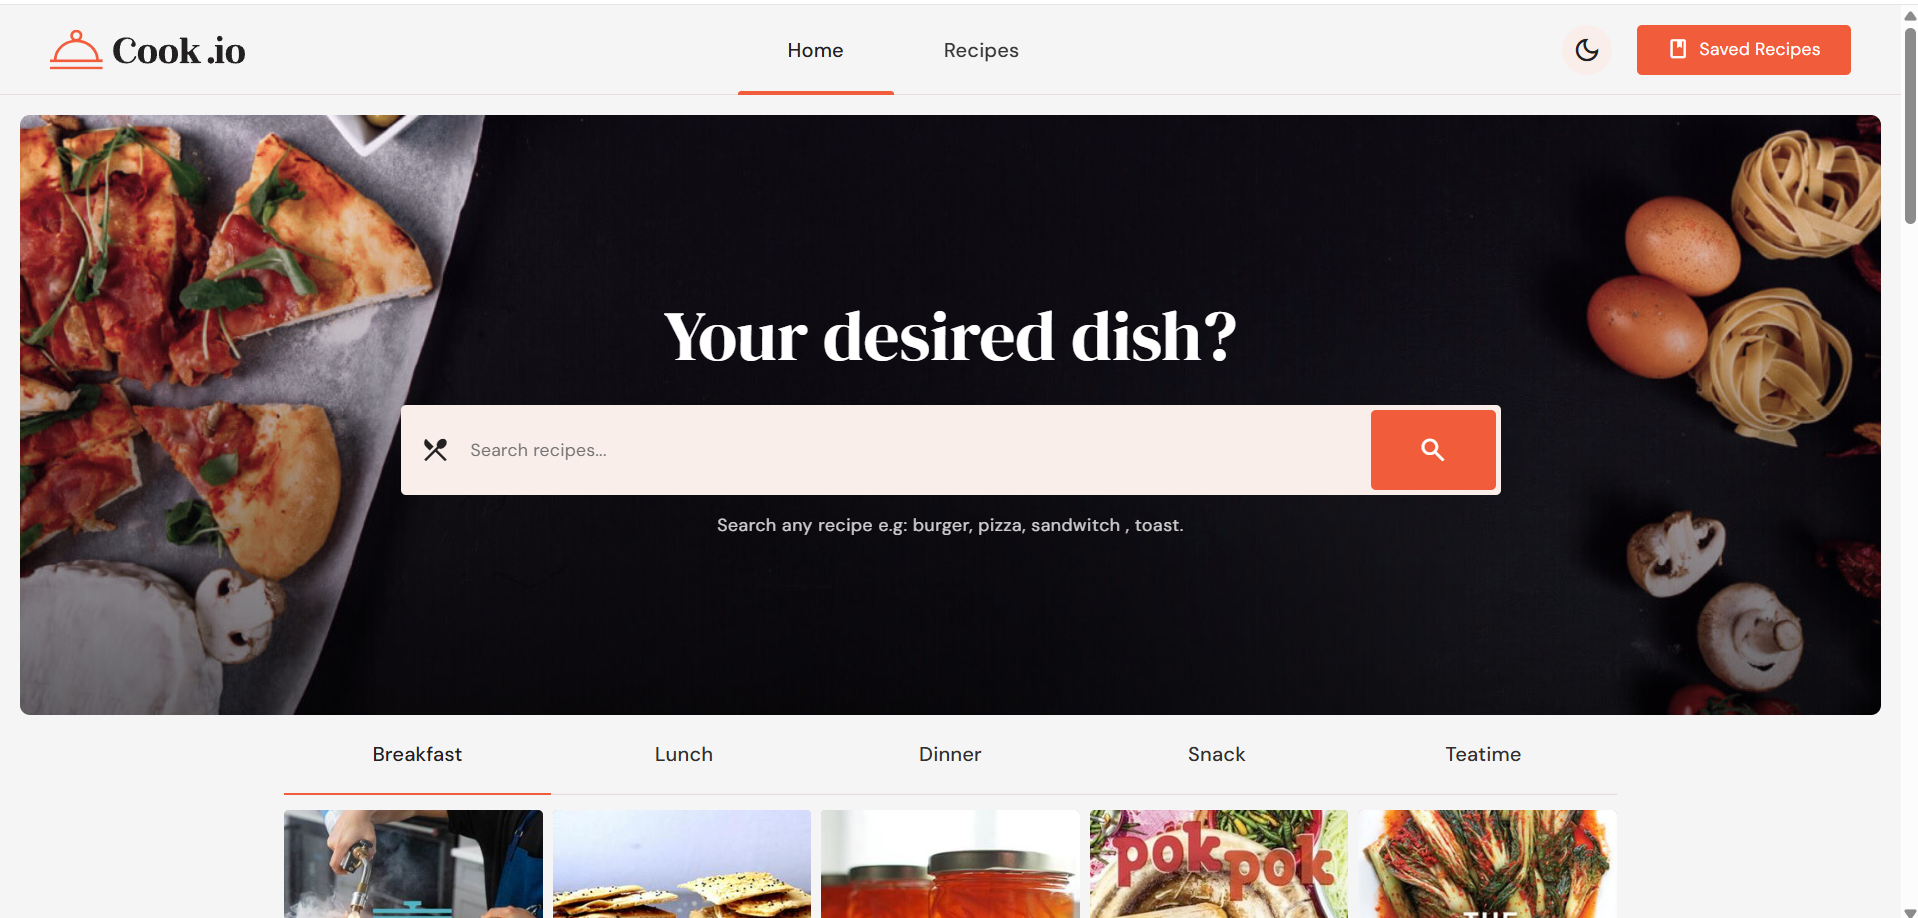 Cook.io
Home
Recipes
Saved Recipes
Your desired dish?
Search recipes...
Search any recipe e.g: burger, pizza, sandwitch , toast.
Breakfast
Lunch
Dinner
Snack
Teatime
pok
pok
THE